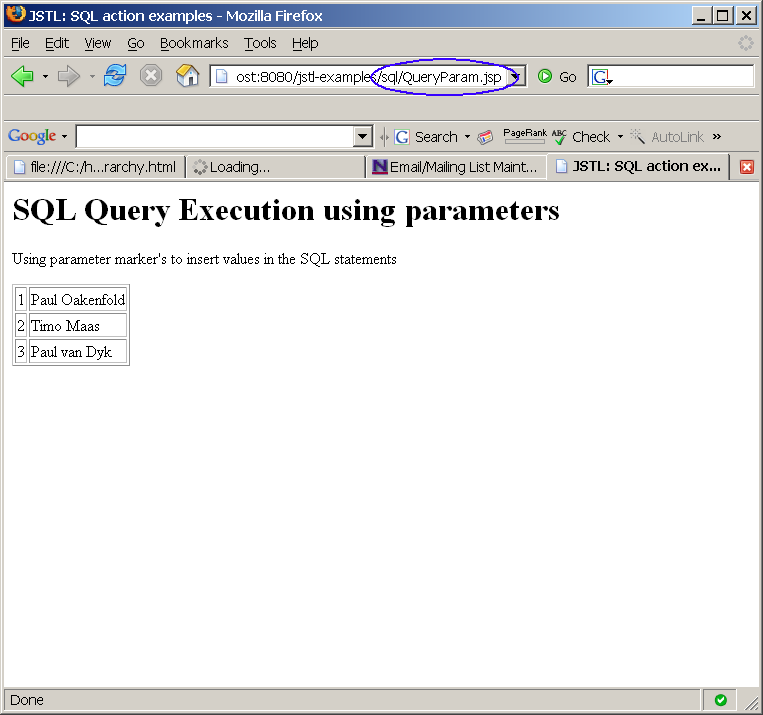 JSTL: SQL action examples - Mozilla Firefox
File Edit View Go Bookmarks Tools Help
ost:8080/jstl-examples/sql/QueryParam.jsp Go G
Google Search PageRank ABC Check AutoLink »
file:///C:/h...rarchy.html Loading... N Email/Mailing List Maint... JSTL: SQL action ex...
SQL Query Execution using parameters
Using parameter marker's to insert values in the SQL statements
1 Paul Oakenfold
2 Timo Maas
3 Paul van Dyk
Done